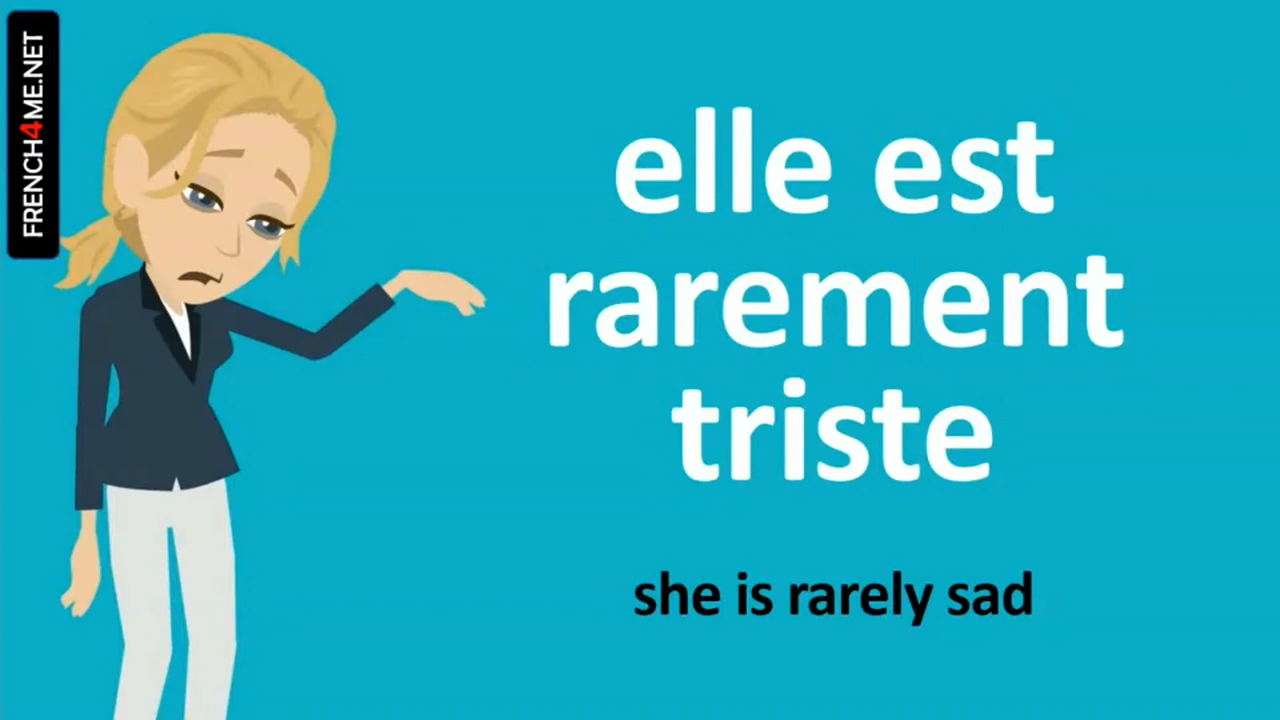 FRENCH4ME.NET
elle est
rarement
triste
she is rarely sad